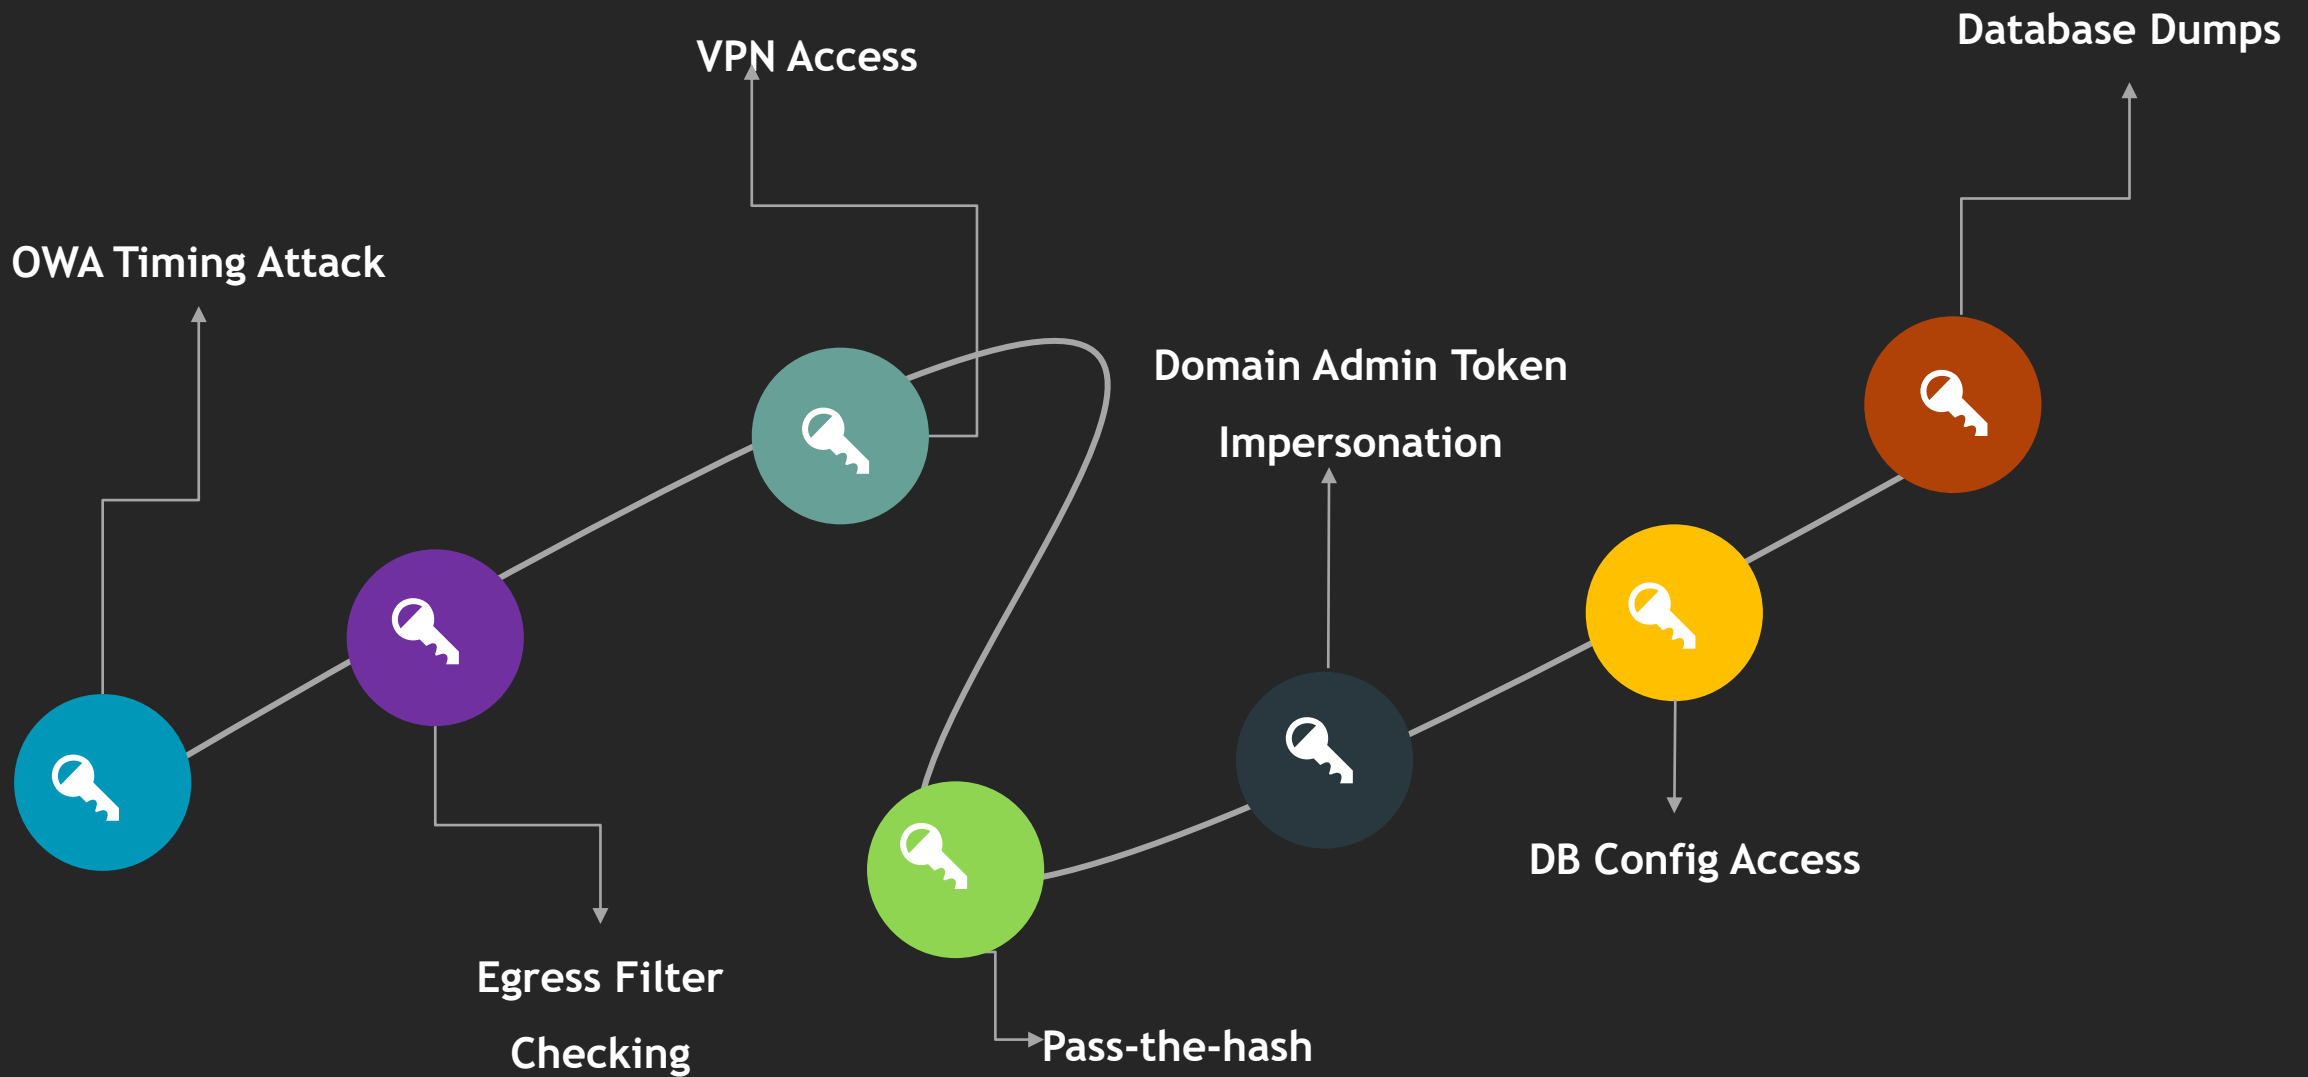 OWA Timing Attack
Egress Filter
Checking
VPN Access
Pass-the-hash
Domain Admin Token
Impersonation
DB Config Access
Database Dumps